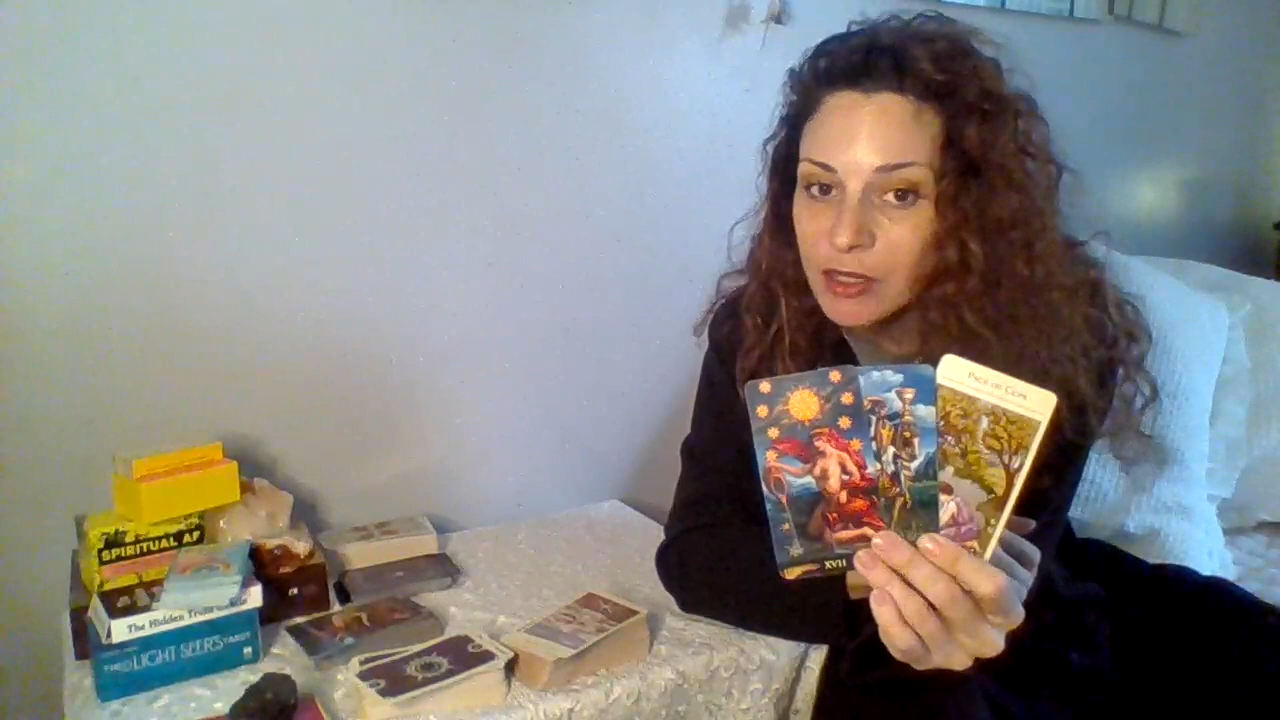 PAGE OF CUPS
XVII
SPIRITUAL AF
The Hidden Truth
THE LIGHT SEER'S TAROT